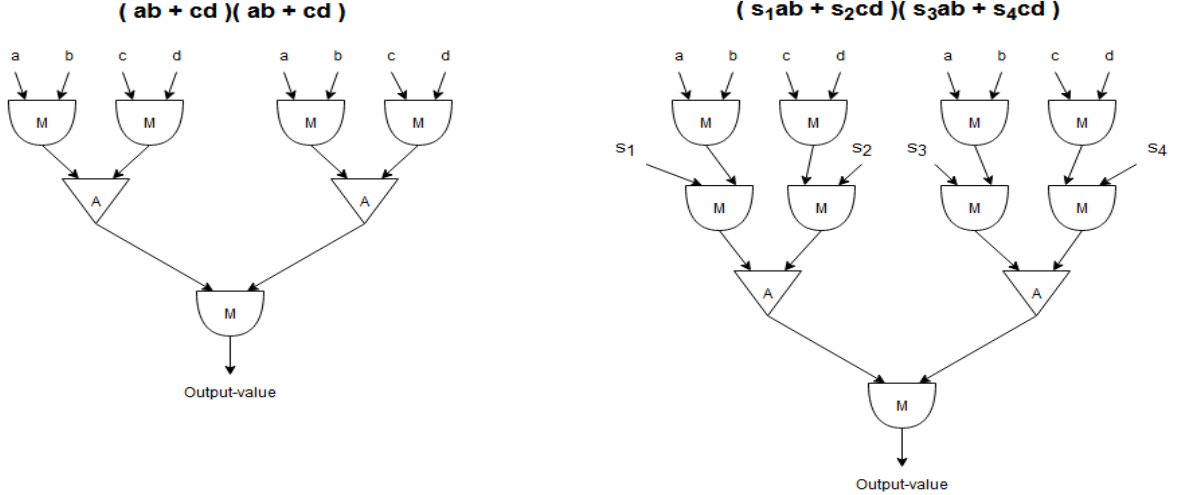 ( ab + cd )( ab + cd )
( s₁ab + s₂cd )( s₃ab + s₄cd )
a b c d a b c d
a b c d a b c d
M M M M
M M M M
s₁ s₂ s₃ s₄
A A
M M M M
A A
M
M
Output-value
Output-value